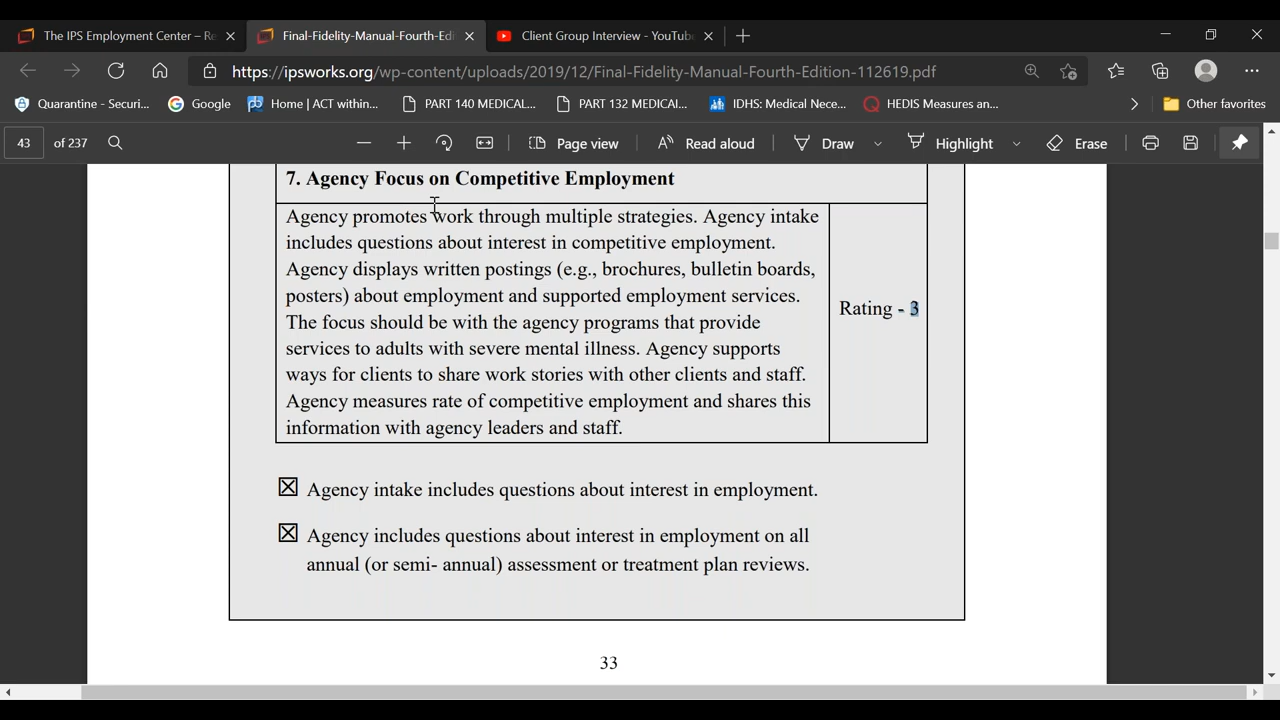 The IPS Employment Center – Re
Final-Fidelity-Manual-Fourth-Edi
Client Group Interview - YouTube
https://ipsworks.org/wp-content/uploads/2019/12/Final-Fidelity-Manual-Fourth-Edition-112619.pdf
Quarantine - Securi...
Google
Home | ACT within...
PART 140 MEDICAL...
PART 132 MEDICAI...
IDHS: Medical Nece...
HEDIS Measures an...
Other favorites
43 of 237
Page view
Read aloud
Draw
Highlight
Erase
7. Agency Focus on Competitive Employment
Agency promotes work through multiple strategies. Agency intake
includes questions about interest in competitive employment.
Agency displays written postings (e.g., brochures, bulletin boards,
posters) about employment and supported employment services.
The focus should be with the agency programs that provide
services to adults with severe mental illness. Agency supports
ways for clients to share work stories with other clients and staff.
Agency measures rate of competitive employment and shares this
information with agency leaders and staff.
Rating - 3
Agency intake includes questions about interest in employment.
Agency includes questions about interest in employment on all
annual (or semi- annual) assessment or treatment plan reviews.
33